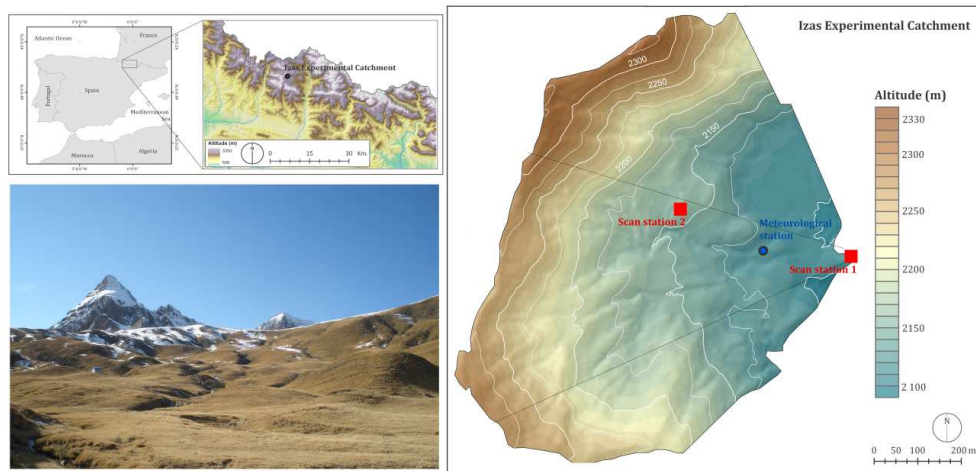 Atlantic Ocean
France
Portugal
Spain
Mediterranean
Sea
Morocco
Algeria
Izas Experimental Catchment
Altitude (m)
N
0
15
30 Km.
Izas Experimental Catchment
2300
2250
2150
2200
Scan station 2
Meteorological
station
Scan station 1
Altitude (m)
2330
2330
2250
2200
2150
2 100
N
0 50 100 200 m